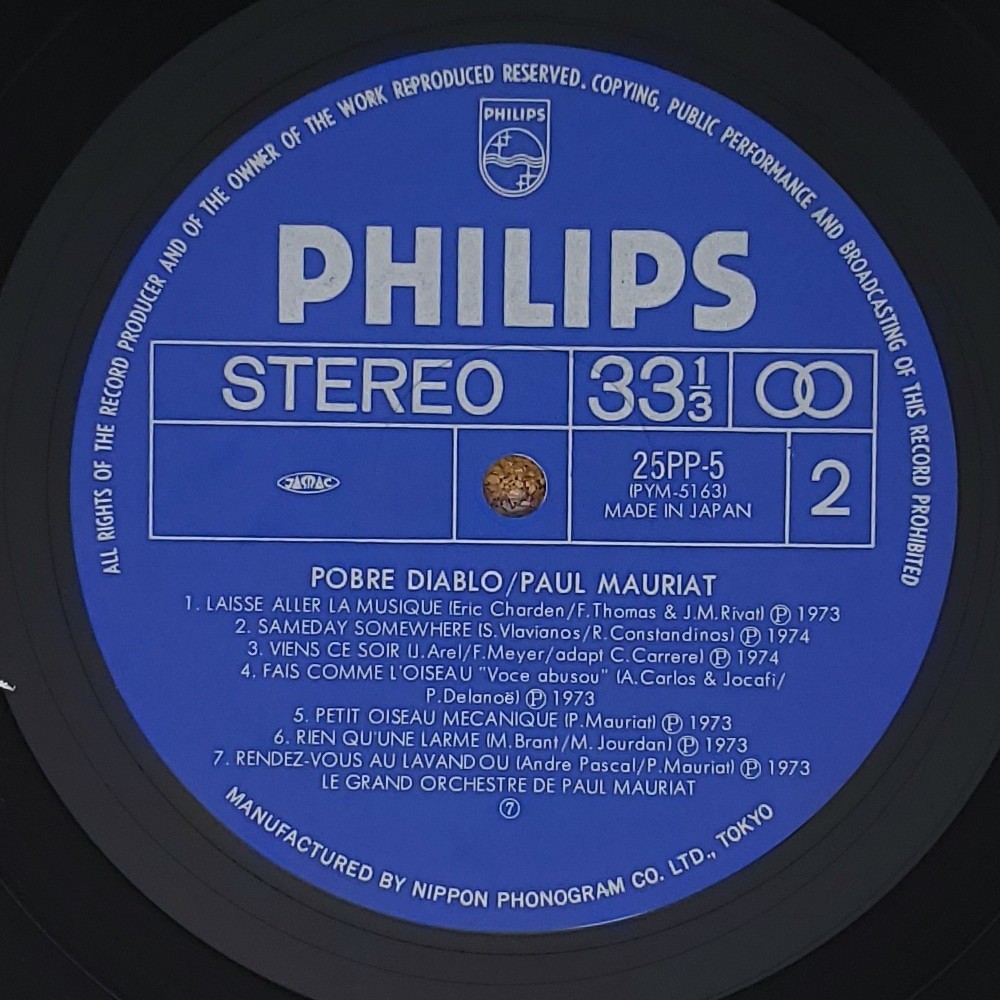 ALL RIGHTS OF THE RECORD PRODUCER AND OF THE OWNER OF THE WORK REPRODUCED RESERVED. COPYING, PUBLIC PERFORMANCE AND BROADCASTING OF THIS RECORD PROHIBITED
PHILIPS
PHILIPS
STEREO
33 1/3
JASRAC
25PP-5
(PYM-5163)
MADE IN JAPAN
2
POBRE DIABLO/PAUL MAURIAT
1. LAISSE ALLER LA MUSIQUE (Eric Charden/F.Thomas & J.M.Rivat) Ⓟ 1973
2. SAMEDAY SOMEWHERE (S.Vlavianos/R.Constandinos) Ⓟ 1974
3. VIENS CE SOIR (J.Arel/F.Meyer/adapt C.Carrere) Ⓟ 1974
4. FAIS COMME L'OISEAU "Voce abusou" (A.Carlos & Jocafi/
P.Delanoë) Ⓟ 1973
5. PETIT OISEAU MECANIQUE (P.Mauriat) Ⓟ 1973
6. RIEN QU'UNE LARME (M.Brant/M.Jourdan) Ⓟ 1973
7. RENDEZ-VOUS AU LAVANDOU (Andre Pascal/P.Mauriat) Ⓟ 1973
LE GRAND ORCHESTRE DE PAUL MAURIAT
⑦
MANUFACTURED BY NIPPON PHONOGRAM CO. LTD., TOKYO